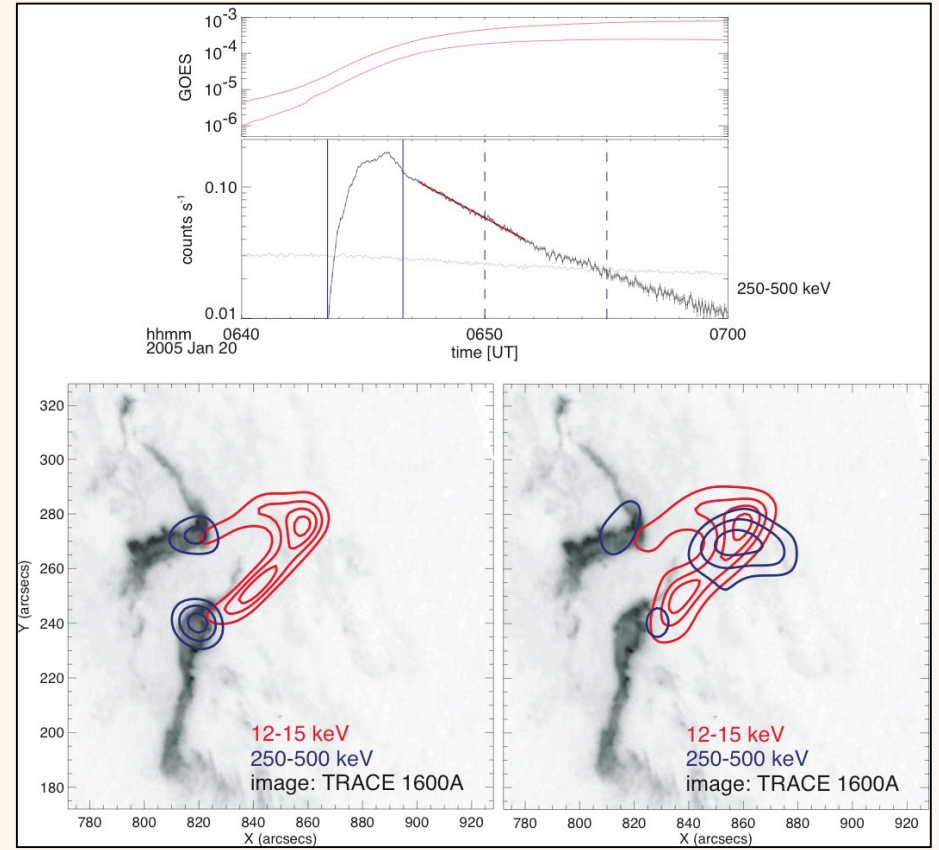 10-3
10-4
10-5
10-6
GOES
0.10
0.01
counts s-1
250-500 keV
hhmm
2005 Jan 20
0640 0650 0700
time [UT]
320
300
280
260
240
220
200
180
Y (arcsecs)
12-15 keV
250-500 keV
image: TRACE 1600A
780 800 820 840 860 880 900 920
X (arcsecs)
12-15 keV
250-500 keV
image: TRACE 1600A
780 800 820 840 860 880 900 920
X (arcsecs)